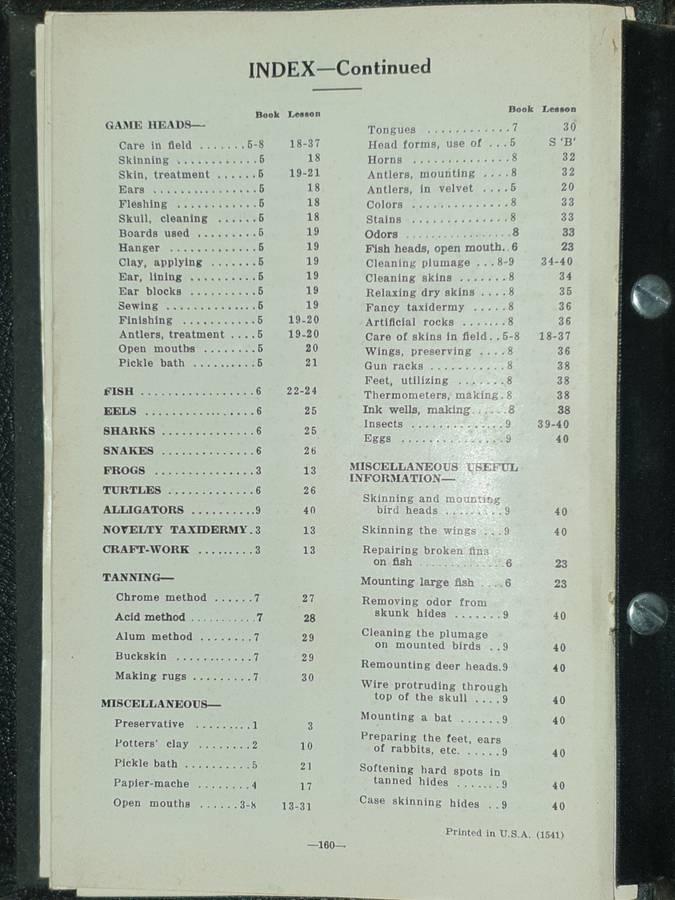 INDEX—Continued
Book Lesson
GAME HEADS—
Care in field .......5-8 18-37
Skinning ............5 18
Skin, treatment ......5 19-21
Ears ................5 18
Fleshing ............5 18
Skull, cleaning ......5 18
Boards used .........5 19
Hanger .............5 19
Clay, applying .......5 19
Ear, lining ..........5 19
Ear blocks ..........5 19
Sewing .............5 19
Finishing ...........5 19-20
Antlers, treatment ....5 19-20
Open mouths ........5 20
Pickle bath ..........5 21
FISH .................6 22-24
EELS ................6 25
SHARKS .............6 25
SNAKES .............6 26
FROGS ..............3 13
TURTLES ............6 26
ALLIGATORS .........9 40
NOVELTY TAXIDERMY.3 13
CRAFT-WORK .........3 13
TANNING—
Chrome method ......7 27
Acid method ..........7 28
Alum method ........7 29
Buckskin ............7 29
Making rugs .........7 30
MISCELLANEOUS—
Preservative .........1 3
Potters' clay ........2 10
Pickle bath ..........5 21
Papier-mache ........4 17
Open mouths ......3-8 13-31
Book Lesson
Tongues ............7 30
Head forms, use of ...5 S 'B'
Horns ..............8 32
Antlers, mounting ....8 32
Antlers, in velvet ....5 20
Colors ..............8 33
Stains ..............8 33
Odors ...............8 33
Fish heads, open mouth..6 23
Cleaning plumage ...8-9 34-40
Cleaning skins .......8 34
Relaxing dry skins ....8 35
Fancy taxidermy .....8 36
Artificial rocks .......8 36
Care of skins in field..5-8 18-37
Wings, preserving ....8 36
Gun racks ...........8 38
Feet, utilizing .......8 38
Thermometers, making.8 38
Ink wells, making......8 38
Insects ..............9 39-40
Eggs ...............9 40
MISCELLANEOUS USEFUL
INFORMATION—
Skinning and mounting
bird heads .........9 40
Skinning the wings ...9 40
Repairing broken fins
on fish .............6 23
Mounting large fish ....6 23
Removing odor from
skunk hides .......9 40
Cleaning the plumage
on mounted birds ..9 40
Remounting deer heads.9 40
Wire protruding through
top of the skull ....9 40
Mounting a bat ......9 40
Preparing the feet, ears
of rabbits, etc. .....9 40
Softening hard spots in
tanned hides .......9 40
Case skinning hides ..9 40
Printed in U.S.A. (1541)
—160—